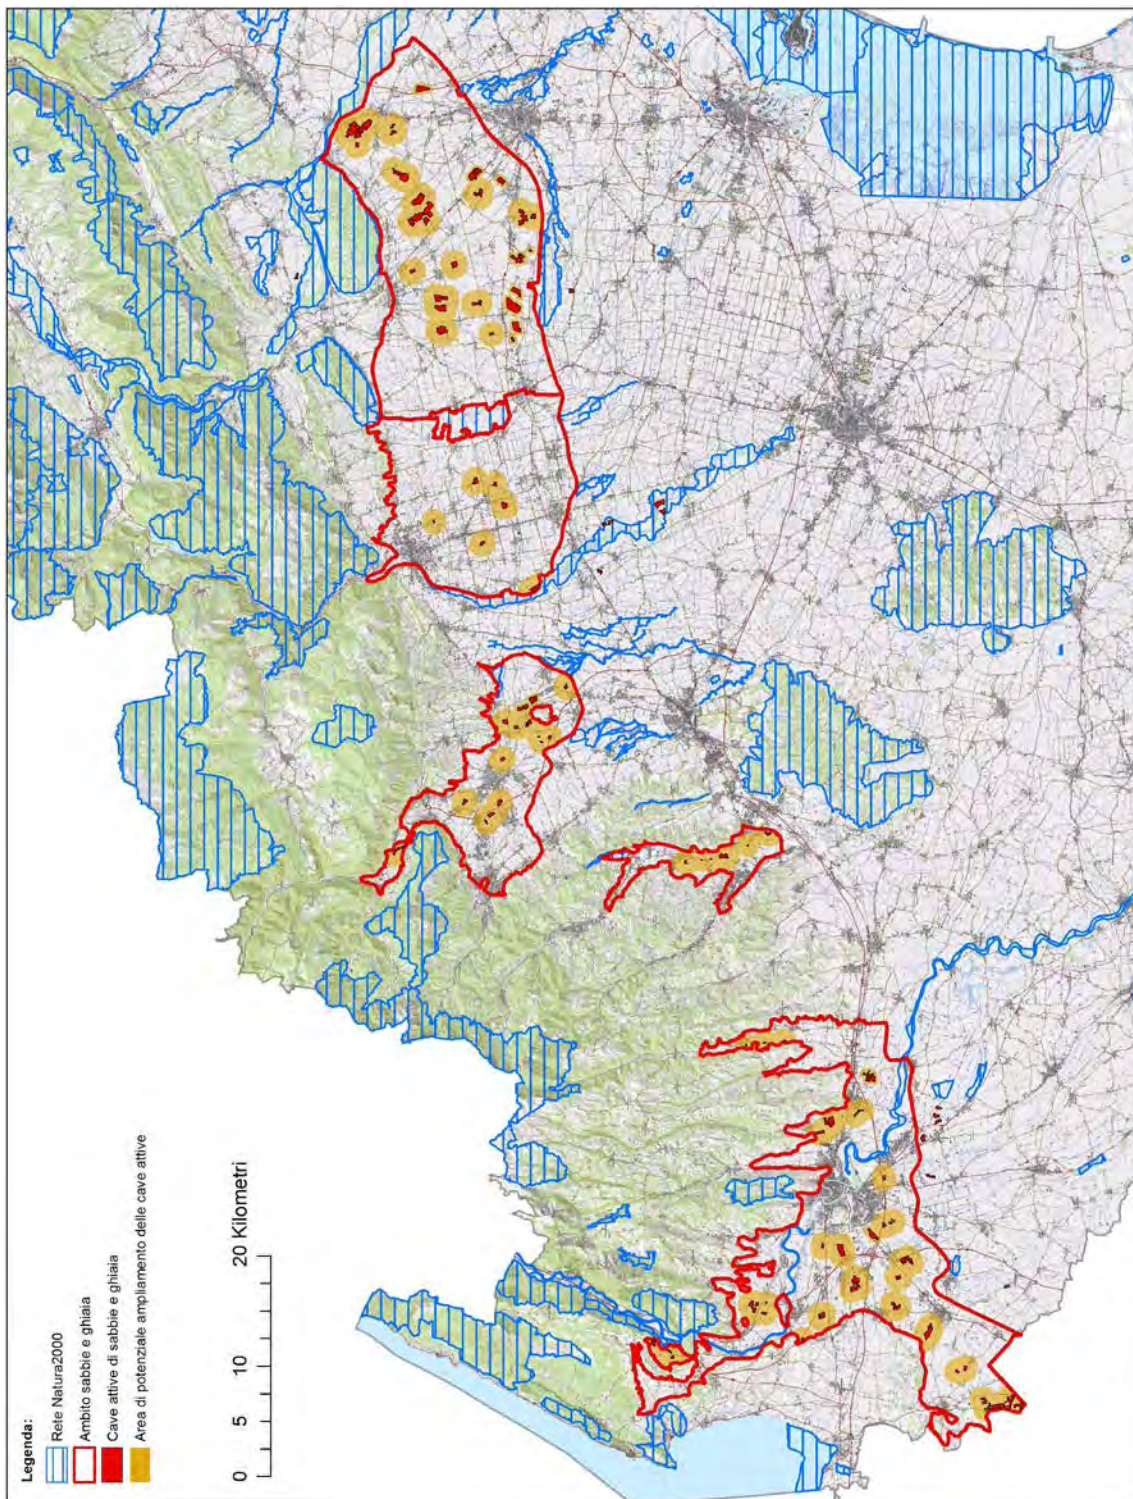 Legenda:
Rete Natura2000
Ambito sabbie e ghiaia
Cave attive di sabbie e ghiaia
Area di potenziale ampliamento delle cave attive
0 5 10 20 Kilometri